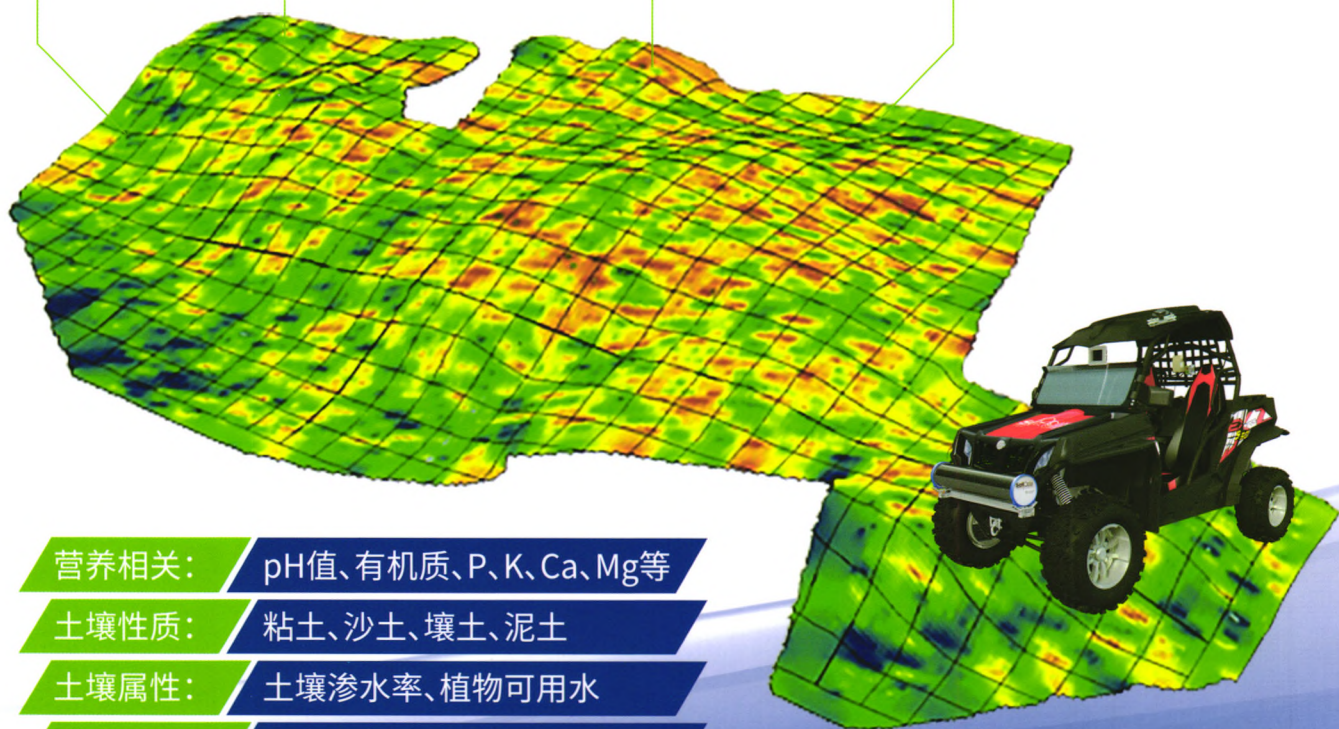 营养相关：
pH值、有机质、P、K、Ca、Mg等
土壤性质：
粘土、沙土、壤土、泥土
土壤属性：
土壤渗水率、植物可用水